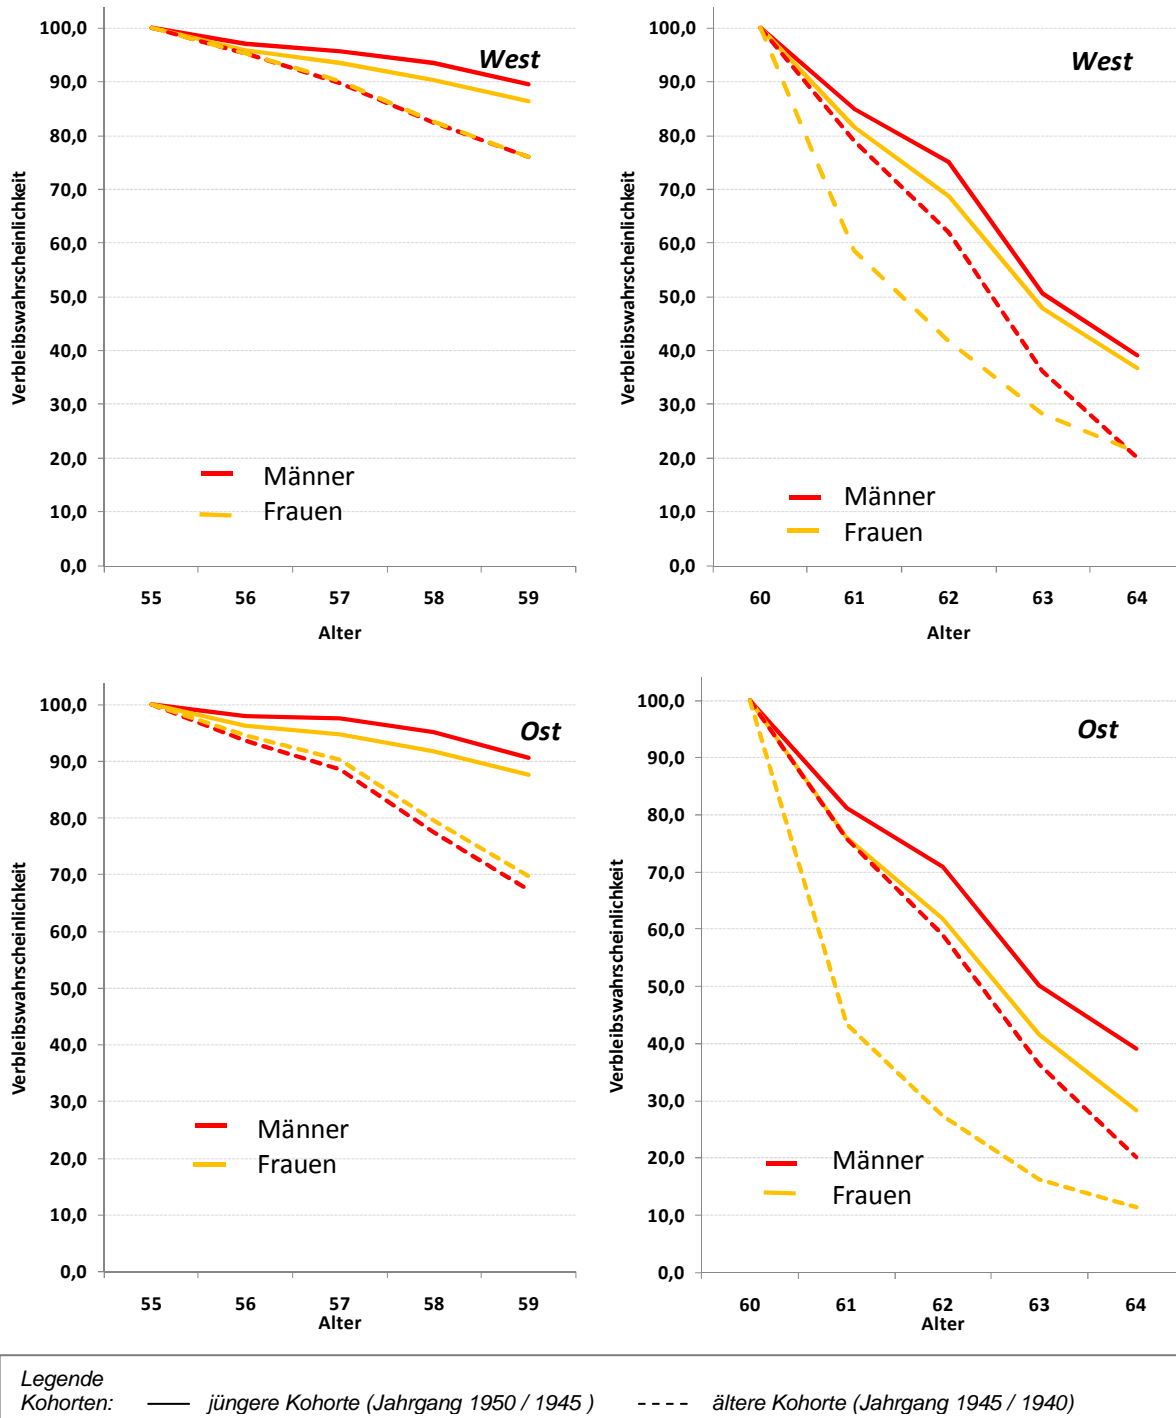 West
Verbleibswahrscheinlichkeit
100,0
90,0
80,0
70,0
60,0
50,0
40,0
30,0
20,0
10,0
0,0
Männer
Frauen
55 56 57 58 59
Alter
West
Verbleibswahrscheinlichkeit
100,0
90,0
80,0
70,0
60,0
50,0
40,0
30,0
20,0
10,0
0,0
Männer
Frauen
60 61 62 63 64
Alter
Ost
Verbleibswahrscheinlichkeit
100,0
90,0
80,0
70,0
60,0
50,0
40,0
30,0
20,0
10,0
0,0
Männer
Frauen
55 56 57 58 59
Alter
Ost
Verbleibswahrscheinlichkeit
100,0
90,0
80,0
70,0
60,0
50,0
40,0
30,0
20,0
10,0
0,0
Männer
Frauen
60 61 62 63 64
Alter
Legende
Kohorten: jüngere Kohorte (Jahrgang 1950 / 1945 ) ältere Kohorte (Jahrgang 1945 / 1940)